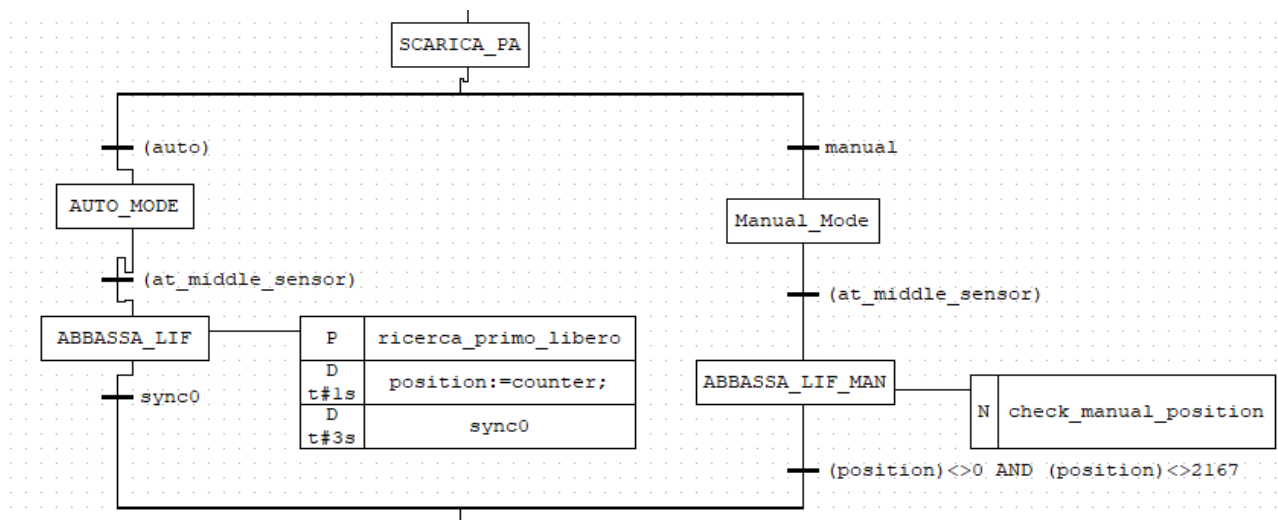 SCARICA_PA
(auto)
manual
AUTO_MODE
Manual_Mode
(at_middle_sensor)
(at_middle_sensor)
ABBASSA_LIF
P ricerca_primo_libero
D
t#1s
position:=counter;
D
t#3s
sync0
sync0
ABBASSA_LIF_MAN
N check_manual_position
(position)<>0 AND (position)<>2167